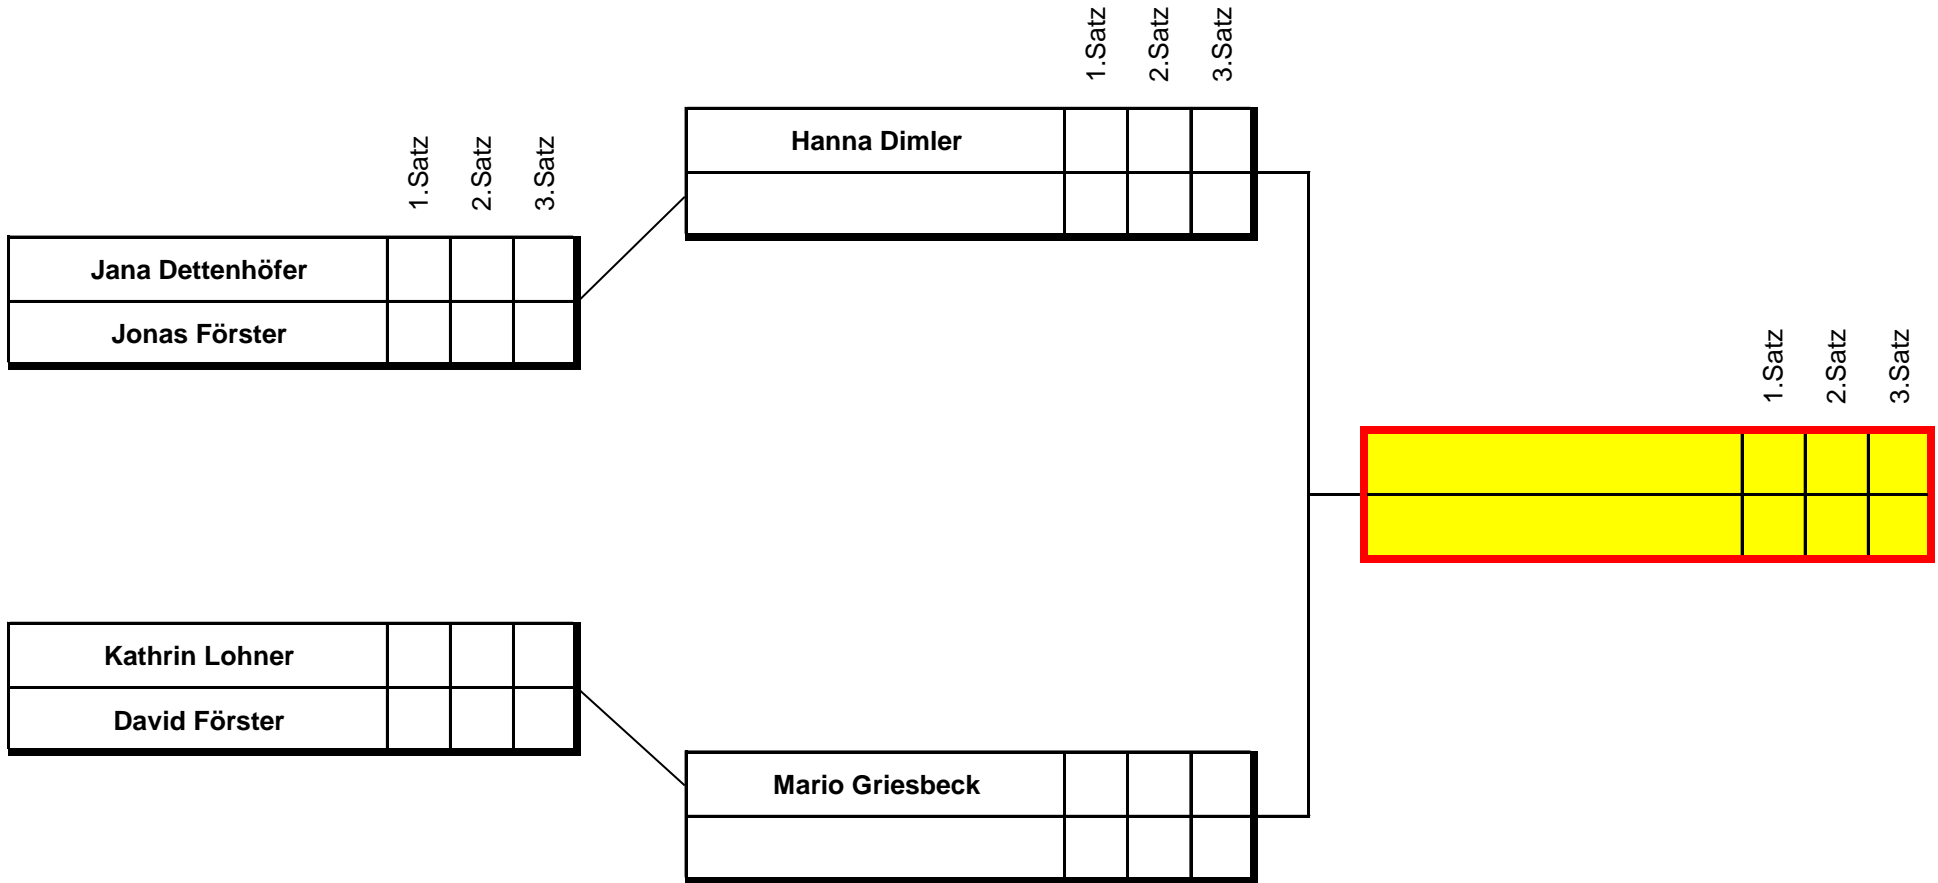 1.Satz 2.Satz 3.Satz
Jana Dettenhöfer
Jonas Förster
Kathrin Lohner
David Förster
1.Satz 2.Satz 3.Satz
Hanna Dimler
Mario Griesbeck
1.Satz 2.Satz 3.Satz